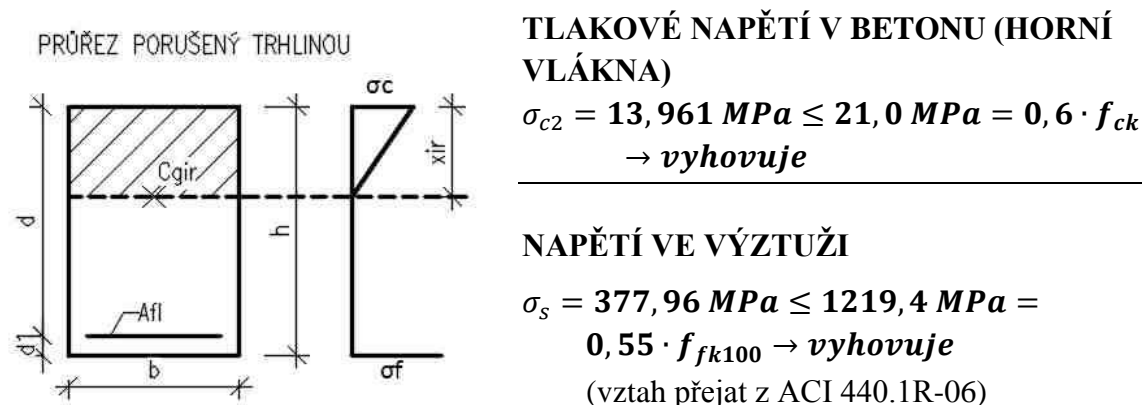 PRŮŘEZ PORUŠENÝ TRHLINOU
σc
xir
Cgir
d
h
Afl
d1
b
σf
TLAKOVÉ NAPĚTÍ V BETONU (HORNÍ
VLÁKNA)
σc2 = 13,961 MPa ≤ 21,0 MPa = 0,6 · fck
→ vyhovuje
NAPĚTÍ VE VÝZTUŽI
σs = 377,96 MPa ≤ 1219,4 MPa =
0,55 · ffk100 → vyhovuje
(vztah přejat z ACI 440.1R-06)